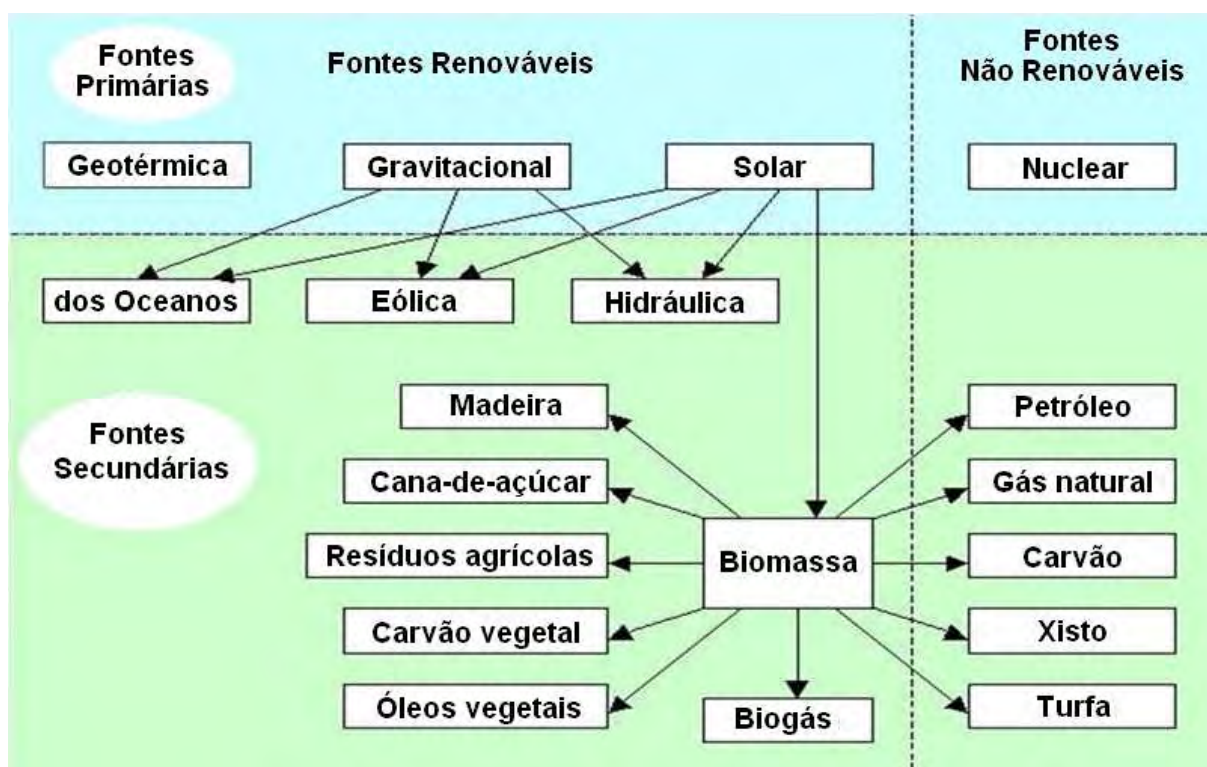 Fontes
Primárias
Fontes Renováveis
Fontes
Não Renováveis
Geotérmica
Gravitacional
Solar
Nuclear
dos Oceanos
Eólica
Hidráulica
Fontes
Secundárias
Madeira
Cana-de-açúcar
Resíduos agrícolas
Carvão vegetal
Óleos vegetais
Biomassa
Biogás
Petróleo
Gás natural
Carvão
Xisto
Turfa